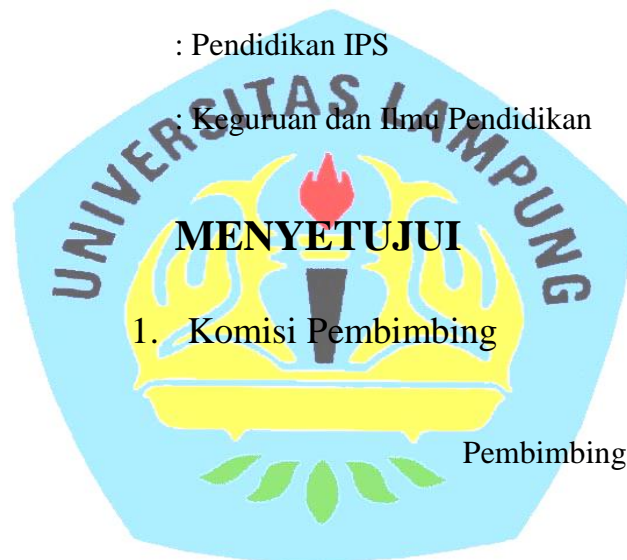 : Pendidikan IPS
UNIVERSITAS LAMPUNG
: Keguruan dan Ilmu Pendidikan
MENYETUJUI
1. Komisi Pembimbing
Pembimbing